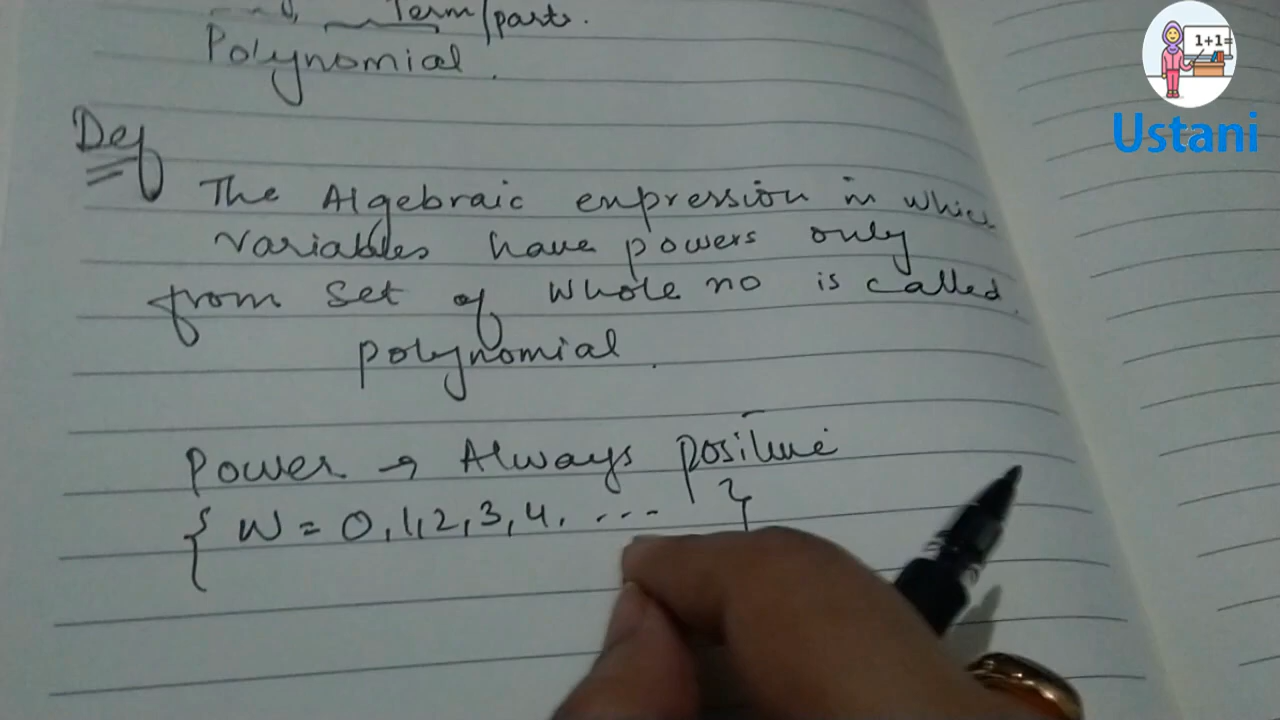 Term/parts.
Polynomial.
1+1=
Ustani
Def
The Algebraic expression in which
variables have powers only
from set of whole no is called
polynomial.
Power → Always positive
{ W = 0,1,2,3,4, ... }